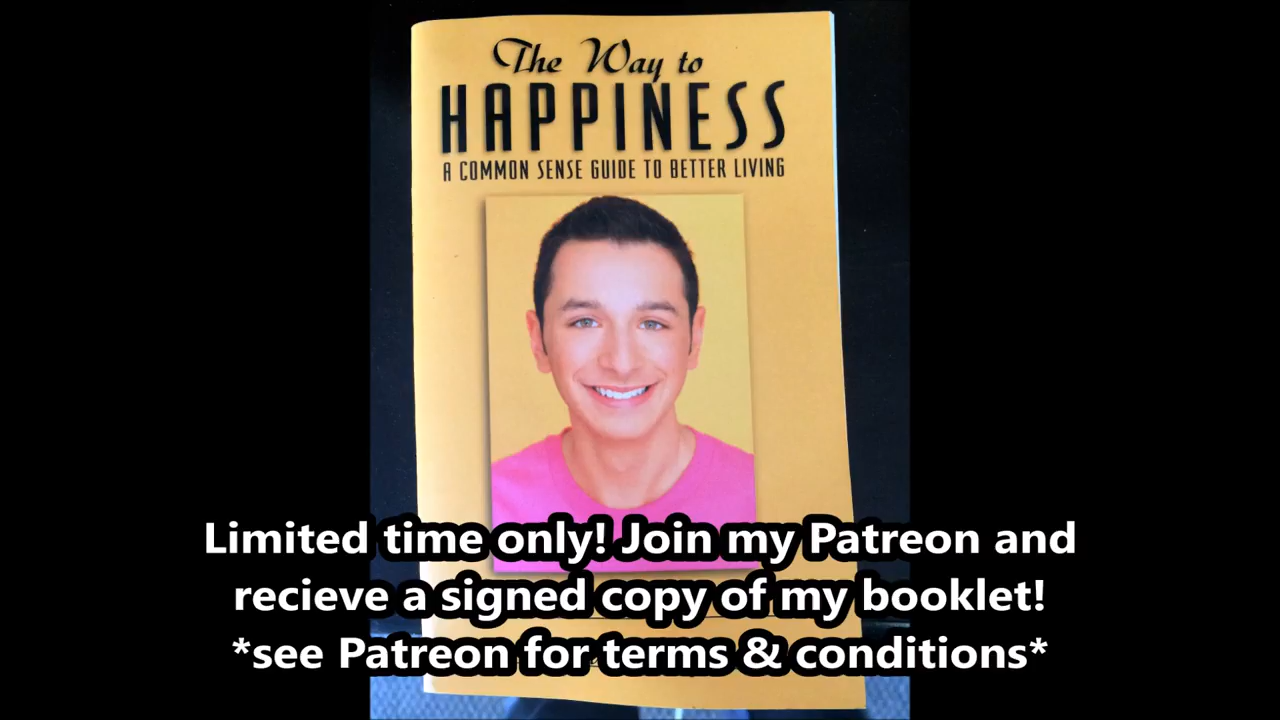 The Way to
HAPPINESS
A COMMON SENSE GUIDE TO BETTER LIVING
Limited time only! Join my Patreon and
recieve a signed copy of my booklet!
*see Patreon for terms & conditions*